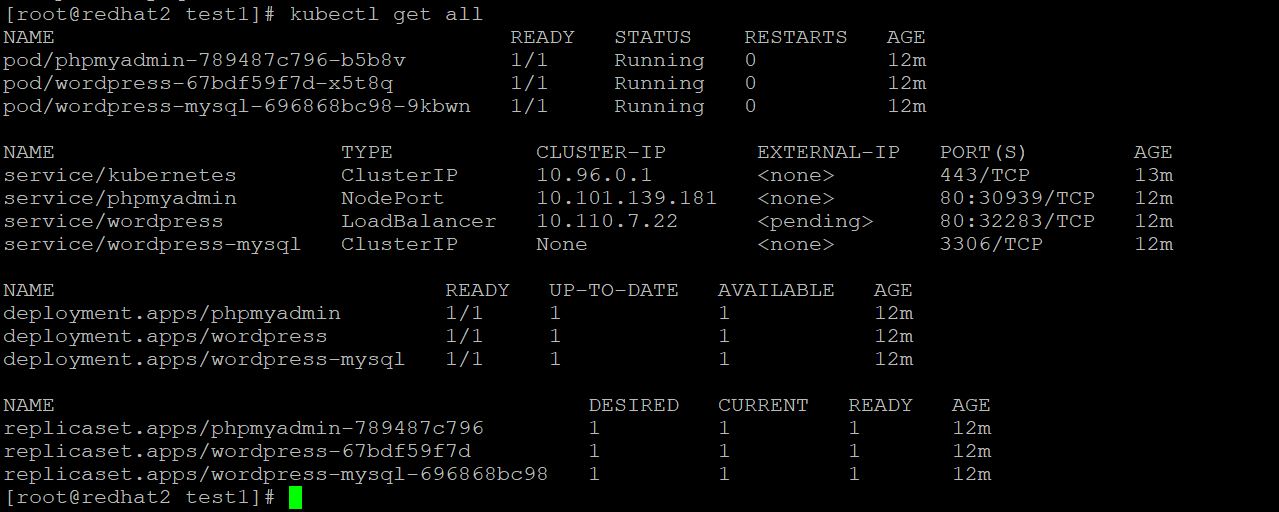 [root@redhat2 test1]# kubectl get all
NAME READY STATUS RESTARTS AGE
pod/phpmyadmin-789487c796-b5b8v 1/1 Running 0 12m
pod/wordpress-67bdf59f7d-x5t8q 1/1 Running 0 12m
pod/wordpress-mysql-696868bc98-9kbwn 1/1 Running 0 12m
NAME TYPE CLUSTER-IP EXTERNAL-IP PORT(S) AGE
service/kubernetes ClusterIP 10.96.0.1 <none> 443/TCP 13m
service/phpmyadmin NodePort 10.101.139.181 <none> 80:30939/TCP 12m
service/wordpress LoadBalancer 10.110.7.22 <pending> 80:32283/TCP 12m
service/wordpress-mysql ClusterIP None <none> 3306/TCP 12m
NAME READY UP-TO-DATE AVAILABLE AGE
deployment.apps/phpmyadmin 1/1 1 1 12m
deployment.apps/wordpress 1/1 1 1 12m
deployment.apps/wordpress-mysql 1/1 1 1 12m
NAME DESIRED CURRENT READY AGE
replicaset.apps/phpmyadmin-789487c796 1 1 1 12m
replicaset.apps/wordpress-67bdf59f7d 1 1 1 12m
replicaset.apps/wordpress-mysql-696868bc98 1 1 1 12m
[root@redhat2 test1]#